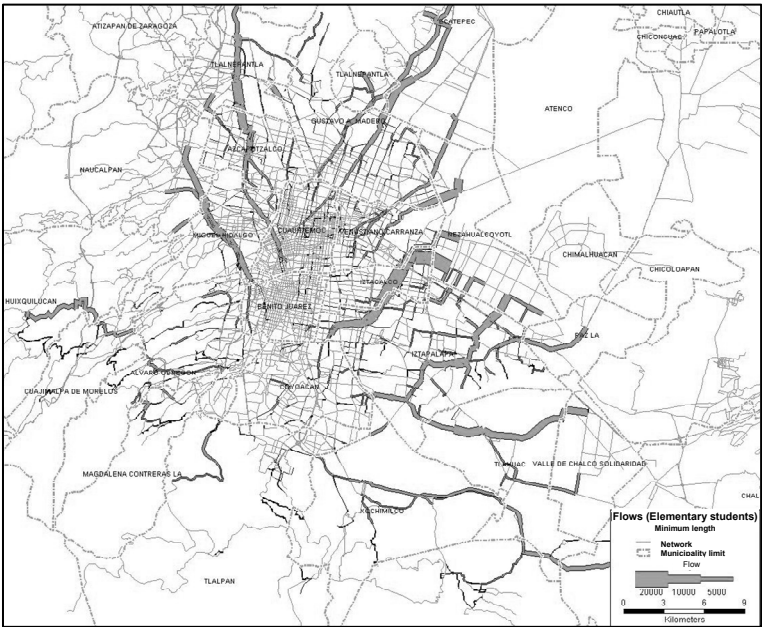 CHIAUTLA
ECATEPEC
ATIZAPAN DE ZARAGOZA
PAPALOTLA
CHICONCUAC
TLALNEPANTLA
TLALNEPANTLA
ATENCO
GUSTAVO A. MADERO
AZCAPOTZALCO
NAUCALPAN
CUAUHTEMOC
VENUSTIANO CARRANZA
MIGUEL HIDALGO
NEZAHUALCOYOTL
CHIMALHUACAN
CHICOLOAPAN
IZTACALCO
HUIXQUILUCAN
BENITO JUAREZ
PAZ LA
IZTAPALAPA
ALVARO OBREGON
CUAJIMALPA DE MORELOS
COYOACAN
TLAHUAC
VALLE DE CHALCO SOLIDARIDAD
MAGDALENA CONTRERAS LA
CHAL
XOCHIMILCO
TLALPAN
Flows (Elementary students)
Minimum length
Network
Municipality limit
Flow
20000 10000 5000
0 3 6 9
Kilometers